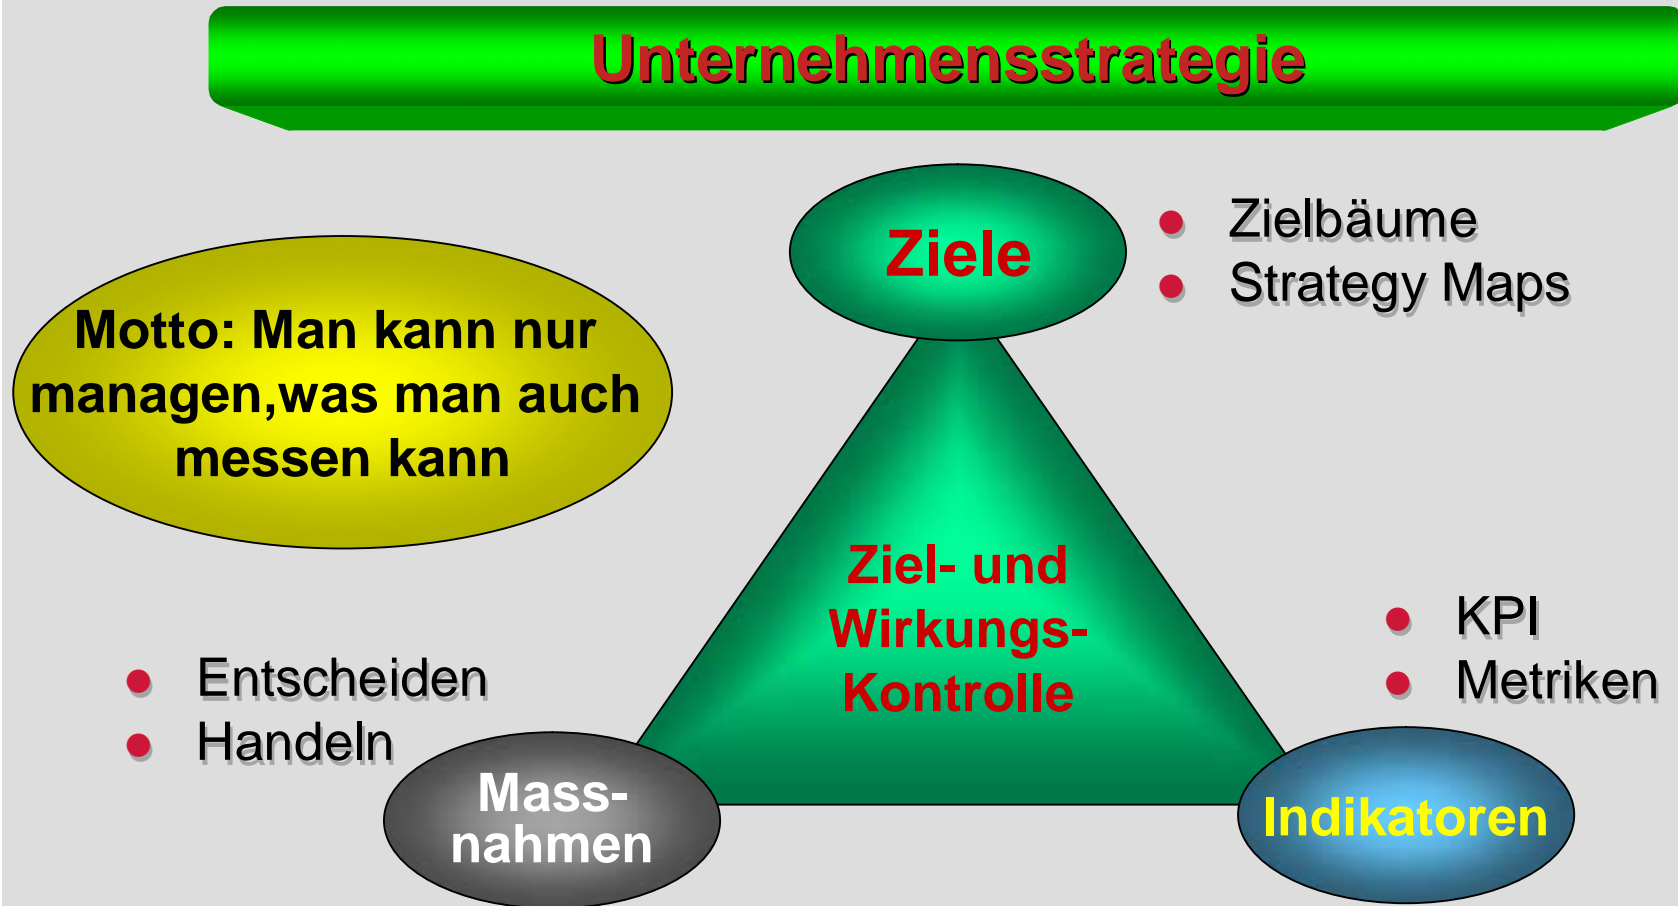 Unternehmensstrategie
Ziele
Zielbäume
Strategy Maps
Motto: Man kann nur
managen,was man auch
messen kann
Ziel- und
Wirkungs-
Kontrolle
KPI
Metriken
Entscheiden
Handeln
Mass-
nahmen
Indikatoren